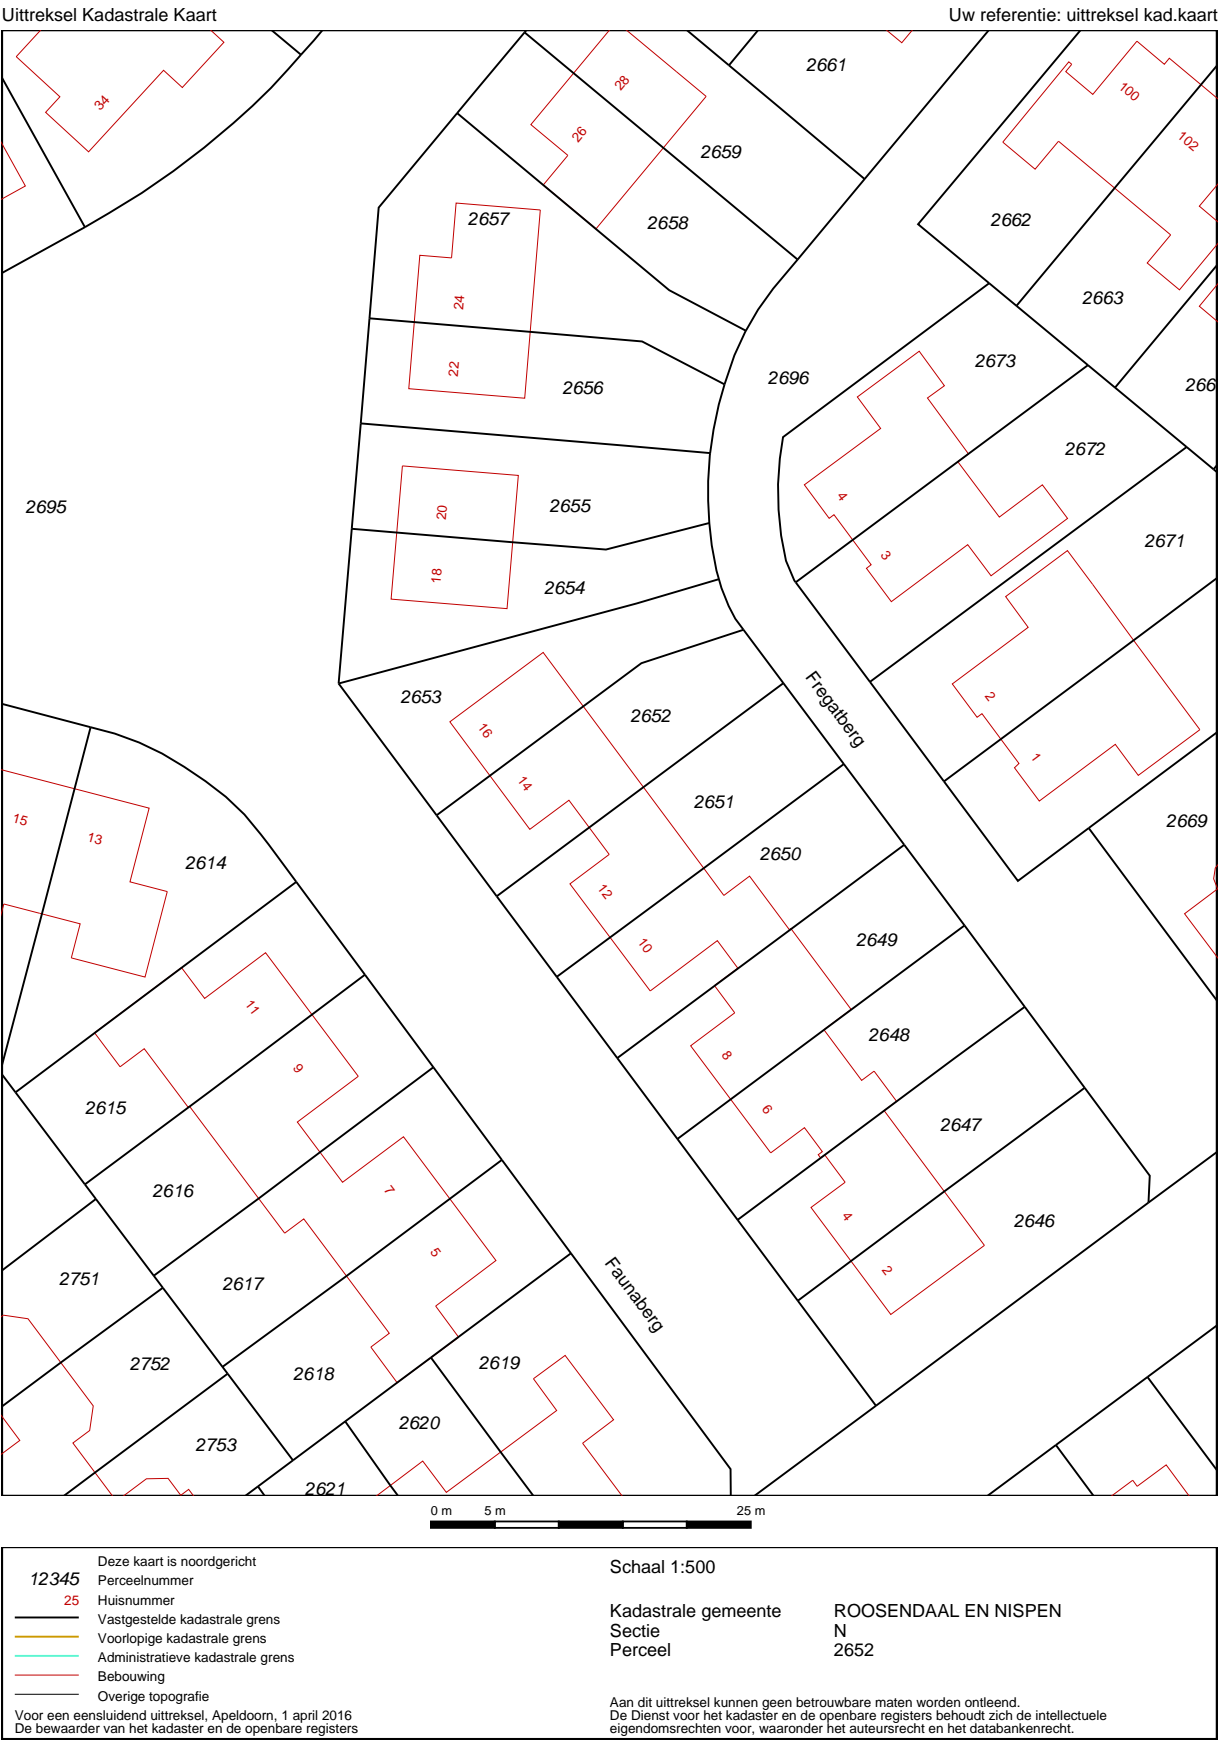 Uittreksel Kadastrale Kaart
Uw referentie: uittreksel kad.kaart
34
28
26
2661
100
102
2659
2658
2657
2662
2663
24
22
2656
2696
2673
266
2672
2695
20
2655
4
3
2671
18
2654
2653
16
2652
14
Fregatberg
2
1
2651
2669
15
13
2614
2650
12
10
2649
11
9
8
2648
2615
6
2647
2616
7
4
2646
5
2
2751
2617
Faunaberg
2752
2618
2619
2620
2753
2621
0 m 5 m 25 m
Deze kaart is noordgericht
12345 Perceelnummer
25 Huisnummer
Vastgestelde kadastrale grens
Voorlopige kadastrale grens
Administratieve kadastrale grens
Bebouwing
Overige topografie
Voor een eensluidend uittreksel, Apeldoorn, 1 april 2016
De bewaarder van het kadaster en de openbare registers
Schaal 1:500
Kadastrale gemeente ROOSENDAAL EN NISPEN
Sectie N
Perceel 2652
Aan dit uittreksel kunnen geen betrouwbare maten worden ontleend.
De Dienst voor het kadaster en de openbare registers behoudt zich de intellectuele
eigendomsrechten voor, waaronder het auteursrecht en het databankenrecht.